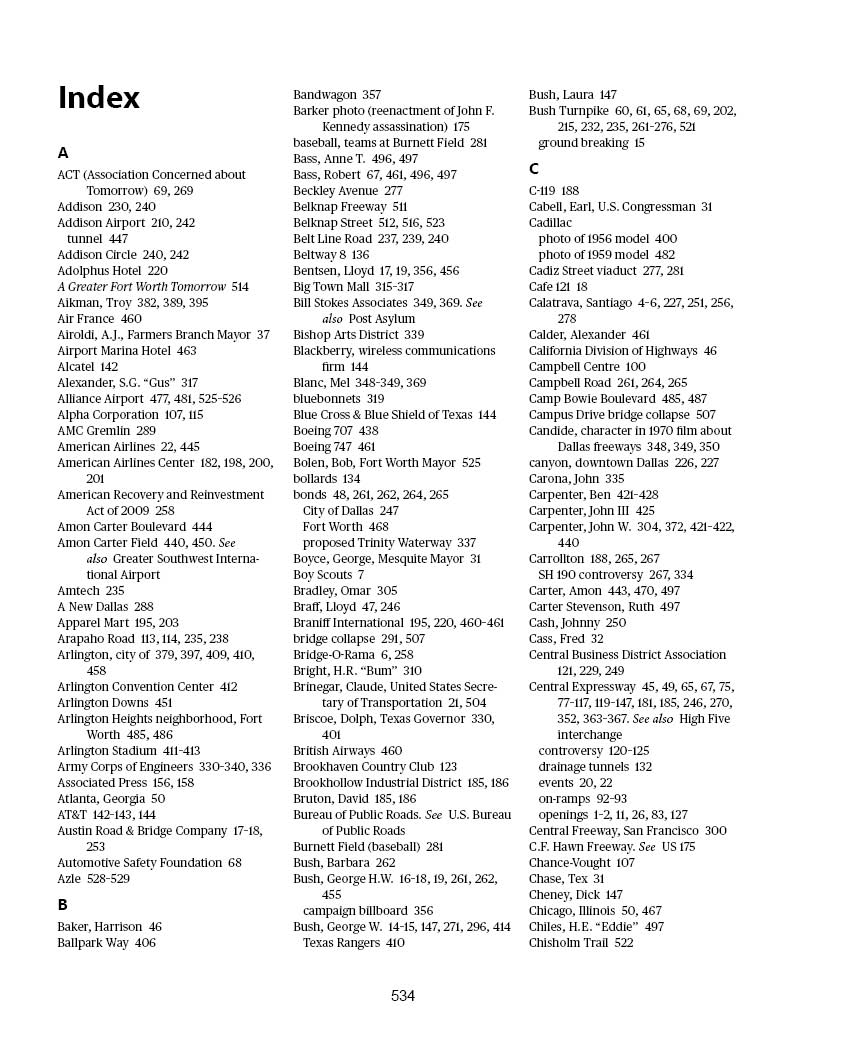 Index
A
ACT (Association Concerned about
Tomorrow) 69, 269
Addison 230, 240
Addison Airport 210, 242
tunnel 447
Addison Circle 240, 242
Adolphus Hotel 220
A Greater Fort Worth Tomorrow 514
Aikman, Troy 382, 389, 395
Air France 460
Airoldi, A.J., Farmers Branch Mayor 37
Airport Marina Hotel 463
Alcatel 142
Alexander, S.G. “Gus” 317
Alliance Airport 477, 481, 525-526
Alpha Corporation 107, 115
AMC Gremlin 289
American Airlines 22, 445
American Airlines Center 182, 198, 200,
201
American Recovery and Reinvestment
Act of 2009 258
Amon Carter Boulevard 444
Amon Carter Field 440, 450. See
also Greater Southwest Interna-
tional Airport
Amtech 235
A New Dallas 288
Apparel Mart 195, 203
Arapaho Road 113, 114, 235, 238
Arlington, city of 379, 397, 409, 410,
458
Arlington Convention Center 412
Arlington Downs 451
Arlington Heights neighborhood, Fort
Worth 485, 486
Arlington Stadium 411-413
Army Corps of Engineers 330-340, 336
Associated Press 156, 158
Atlanta, Georgia 50
AT&T 142-143, 144
Austin Road & Bridge Company 17-18,
253
Automotive Safety Foundation 68
Azle 528-529
B
Baker, Harrison 46
Ballpark Way 406
Bandwagon 357
Barker photo (reenactment of John F.
Kennedy assassination) 175
baseball, teams at Burnett Field 281
Bass, Anne T. 496, 497
Bass, Robert 67, 461, 496, 497
Beckley Avenue 277
Belknap Freeway 511
Belknap Street 512, 516, 523
Belt Line Road 237, 239, 240
Beltway 8 136
Bentsen, Lloyd 17, 19, 356, 456
Big Town Mall 315-317
Bill Stokes Associates 349, 369. See
also Post Asylum
Bishop Arts District 339
Blackberry, wireless communications
firm 144
Blanc, Mel 348-349, 369
bluebonnets 319
Blue Cross & Blue Shield of Texas 144
Boeing 707 438
Boeing 747 461
Bolen, Bob, Fort Worth Mayor 525
bollards 134
bonds 48, 261, 262, 264, 265
City of Dallas 247
Fort Worth 468
proposed Trinity Waterway 337
Boyce, George, Mesquite Mayor 31
Boy Scouts 7
Bradley, Omar 305
Braff, Lloyd 47, 246
Braniff International 195, 220, 460-461
bridge collapse 291, 507
Bridge-O-Rama 6, 258
Bright, H.R. “Bum” 310
Brinegar, Claude, United States Secre-
tary of Transportation 21, 504
Briscoe, Dolph, Texas Governor 330,
401
British Airways 460
Brookhaven Country Club 123
Brookhollow Industrial District 185, 186
Bruton, David 185, 186
Bureau of Public Roads. See U.S. Bureau
of Public Roads
Burnett Field (baseball) 281
Bush, Barbara 262
Bush, George H.W. 16-18, 19, 261, 262,
455
campaign billboard 356
Bush, George W. 14-15, 147, 271, 296, 414
Texas Rangers 410
Bush, Laura 147
Bush Turnpike 60, 61, 65, 68, 69, 202,
215, 232, 235, 261-276, 521
ground breaking 15
C
C-119 188
Cabell, Earl, U.S. Congressman 31
Cadillac
photo of 1956 model 400
photo of 1959 model 482
Cadiz Street viaduct 277, 281
Cafe 121 18
Calatrava, Santiago 4-6, 227, 251, 256,
278
Calder, Alexander 461
California Division of Highways 46
Campbell Centre 100
Campbell Road 261, 264, 265
Camp Bowie Boulevard 485, 487
Campus Drive bridge collapse 507
Candide, character in 1970 film about
Dallas freeways 348, 349, 350
canyon, downtown Dallas 226, 227
Carona, John 335
Carpenter, Ben 421-428
Carpenter, John III 425
Carpenter, John W. 304, 372, 421-422,
440
Carrollton 188, 265, 267
SH 190 controversy 267, 334
Carter, Amon 443, 470, 497
Carter Stevenson, Ruth 497
Cash, Johnny 250
Cass, Fred 32
Central Business District Association
121, 229, 249
Central Expressway 45, 49, 65, 67, 75,
77-117, 119-147, 181, 185, 246, 270,
352, 363-367. See also High Five
interchange
controversy 120-125
drainage tunnels 132
events 20, 22
on-ramps 92-93
openings 1-2, 11, 26, 83, 127
Central Freeway, San Francisco 300
C.F. Hawn Freeway. See US 175
Chance-Vought 107
Chase, Tex 31
Cheney, Dick 147
Chicago, Illinois 50, 467
Chiles, H.E. “Eddie” 497
Chisholm Trail 522
534